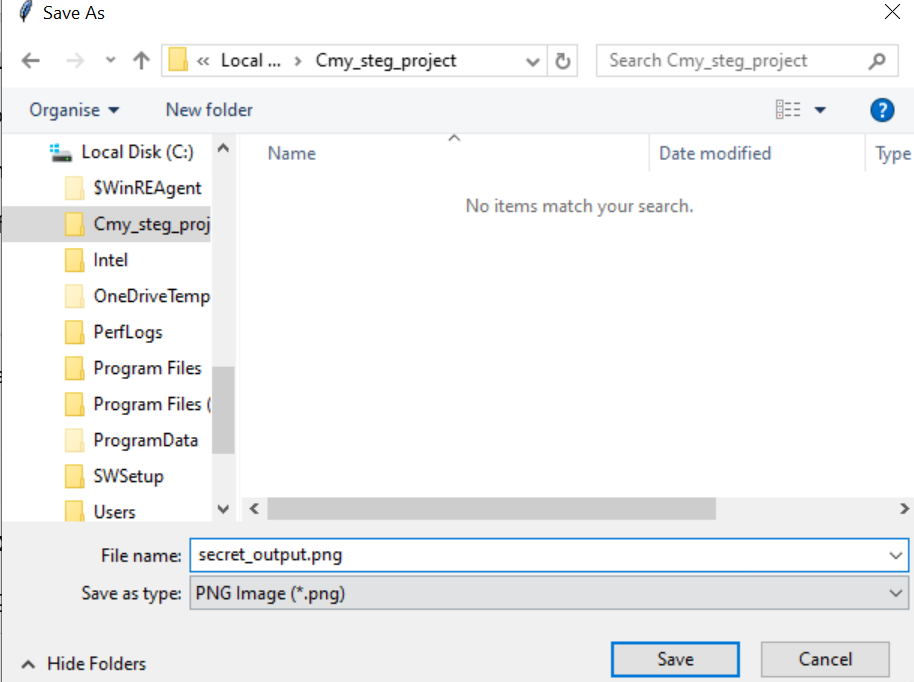 Save As
« Local ... › Cmy_steg_project
Search Cmy_steg_project
Organise
New folder
?
Local Disk (C:)
$WinREAgent
Cmy_steg_proj
Intel
OneDriveTemp
PerfLogs
Program Files
Program Files (
ProgramData
SWSetup
Users
Name
Date modified
Type
No items match your search.
File name: secret_output.png
Save as type: PNG Image (*.png)
Hide Folders
Save
Cancel